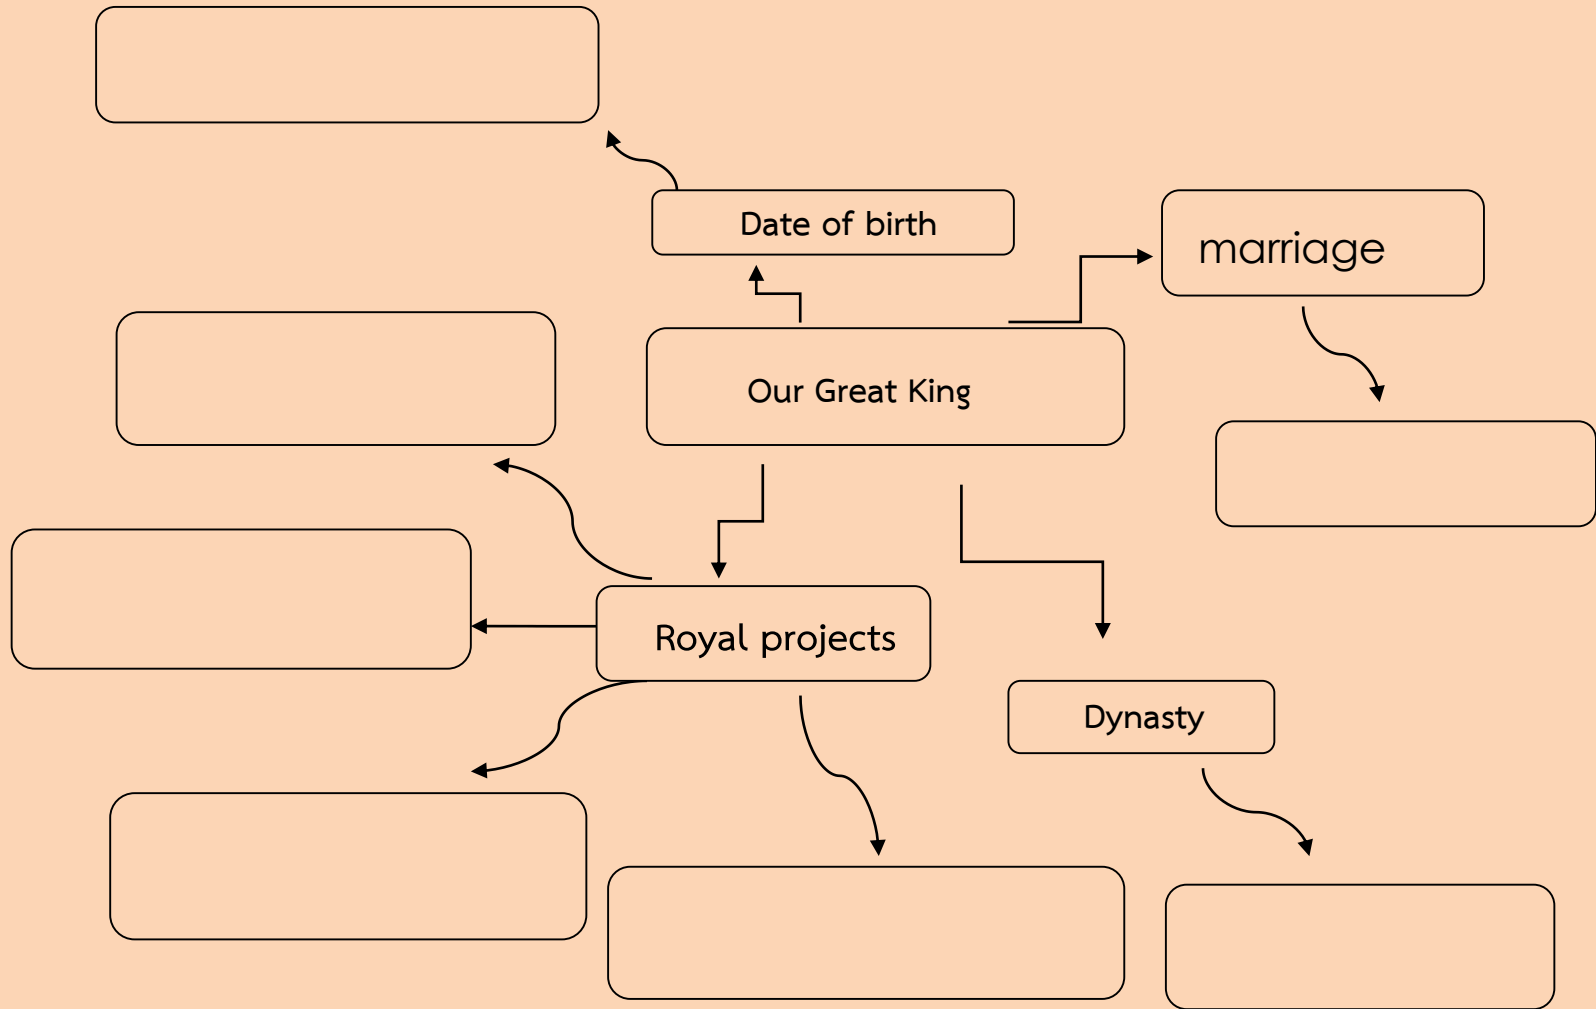 Date of birth
marriage
Our Great King
Royal projects
Dynasty